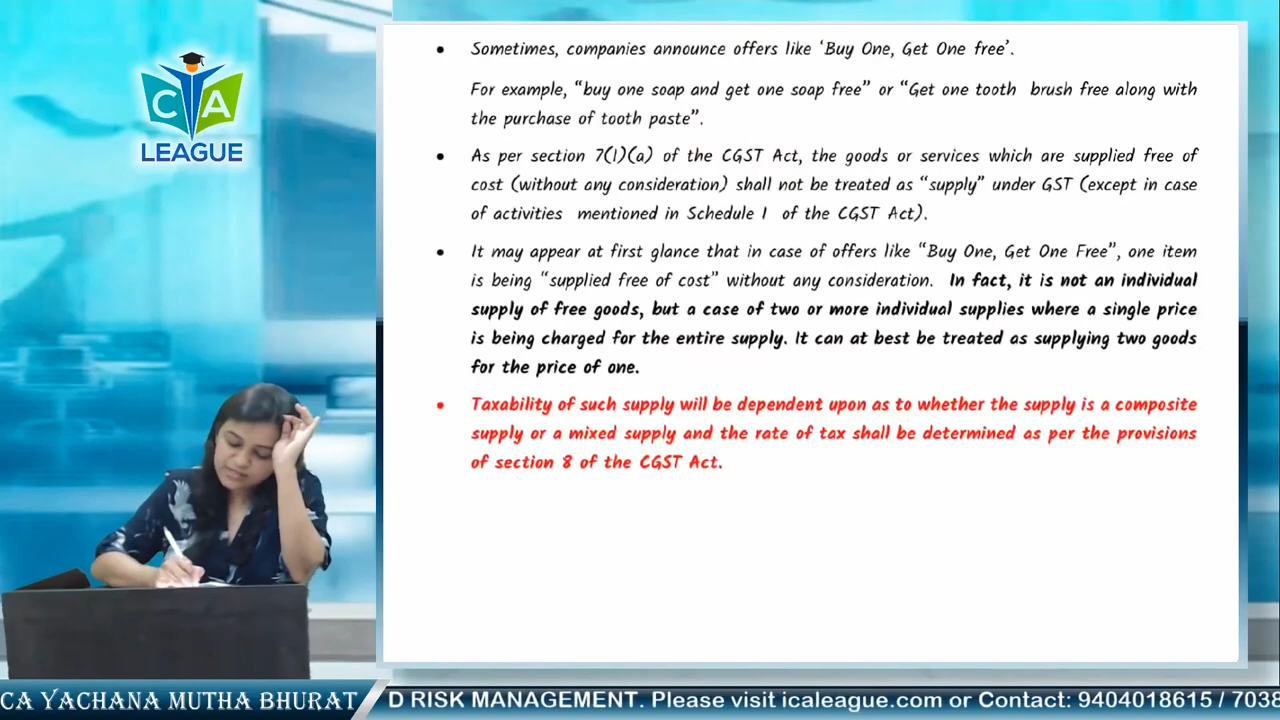 CA
LEAGUE
• Sometimes, companies announce offers like ‘Buy One, Get One free’.
For example, “buy one soap and get one soap free” or “Get one tooth brush free along with
the purchase of tooth paste”.
• As per section 7(1)(a) of the CGST Act, the goods or services which are supplied free of
cost (without any consideration) shall not be treated as “supply” under GST (except in case
of activities mentioned in Schedule I of the CGST Act).
• It may appear at first glance that in case of offers like “Buy One, Get One Free”, one item
is being “supplied free of cost” without any consideration. In fact, it is not an individual
supply of free goods, but a case of two or more individual supplies where a single price
is being charged for the entire supply. It can at best be treated as supplying two goods
for the price of one.
• Taxability of such supply will be dependent upon as to whether the supply is a composite
supply or a mixed supply and the rate of tax shall be determined as per the provisions
of section 8 of the CGST Act.
CA YACHANA MUTHA BHURAT
D RISK MANAGEMENT. Please visit icaleague.com or Contact: 9404018615 / 7038